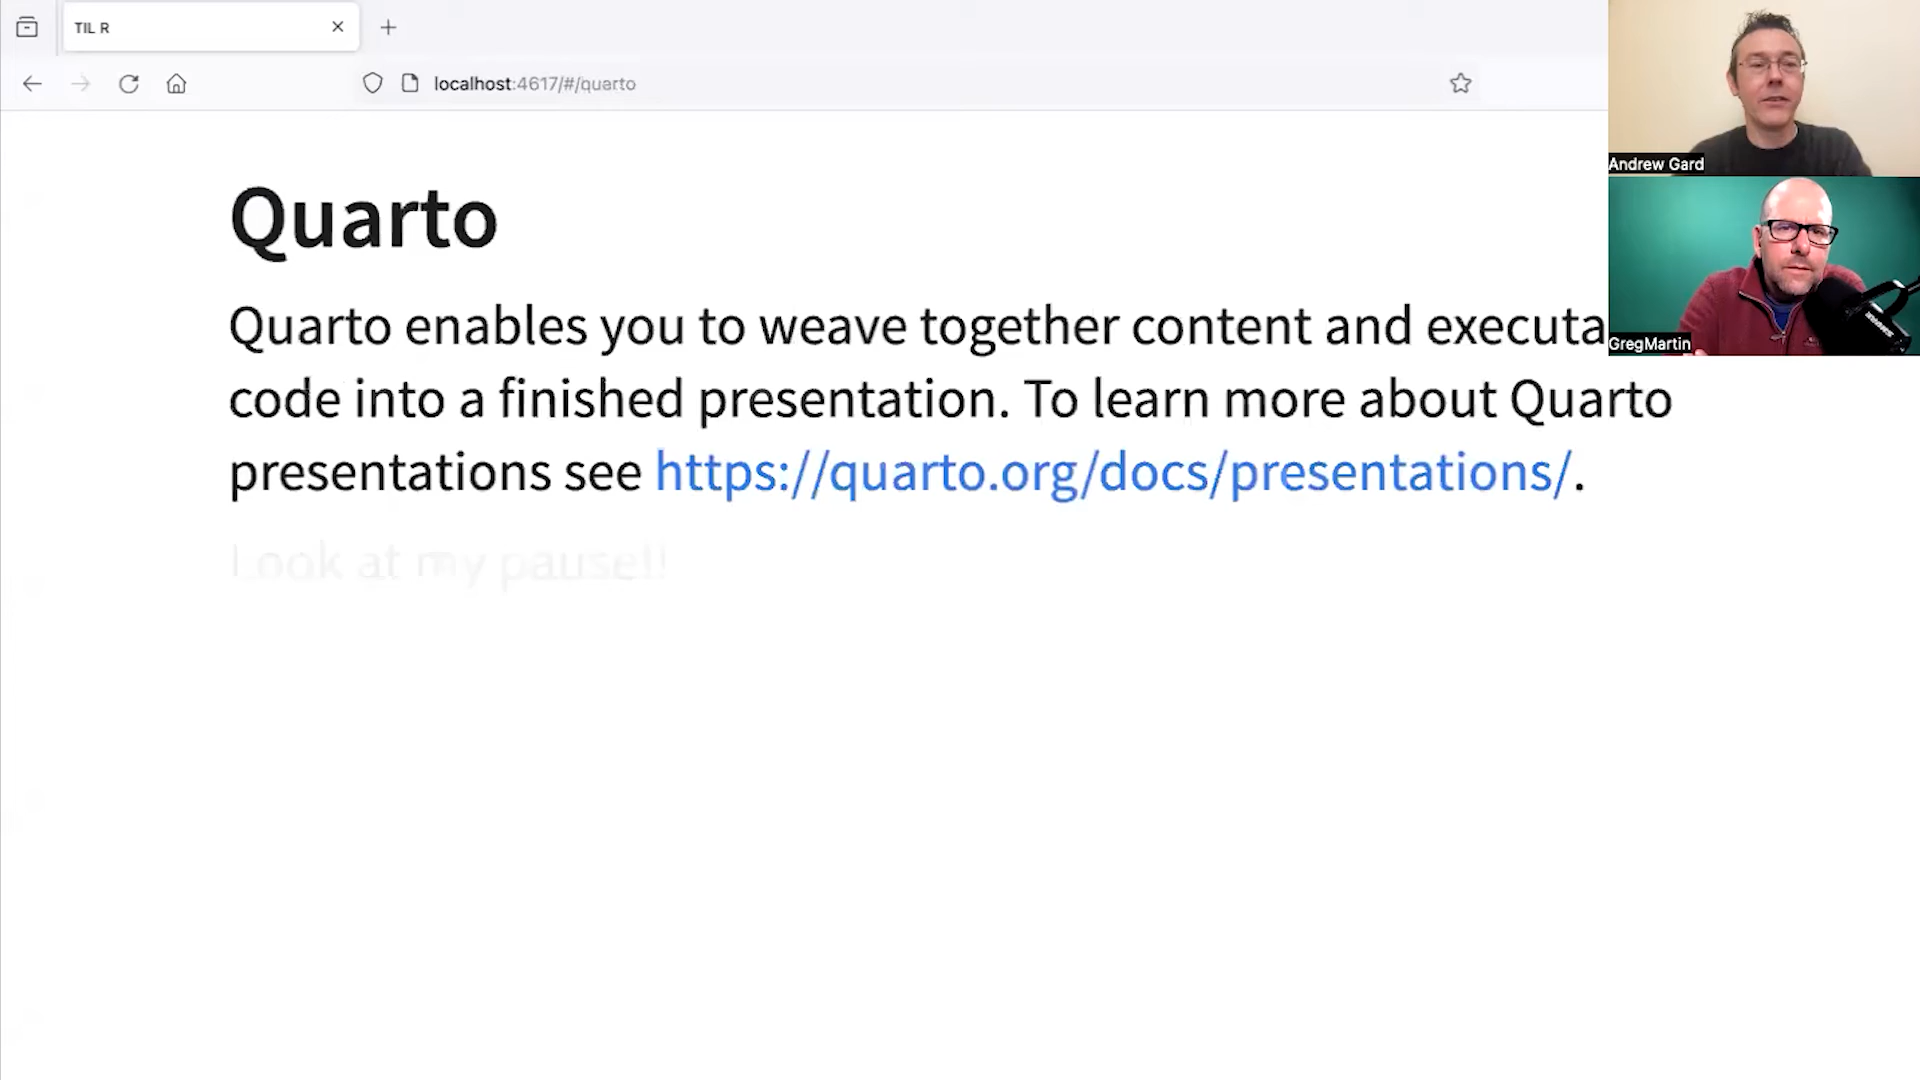 TIL R
localhost:4617/#/quarto
Andrew Gard
GregMartin
Quarto
Quarto enables you to weave together content and executa
code into a finished presentation. To learn more about Quarto
presentations see https://quarto.org/docs/presentations/.
Look at my pause!!